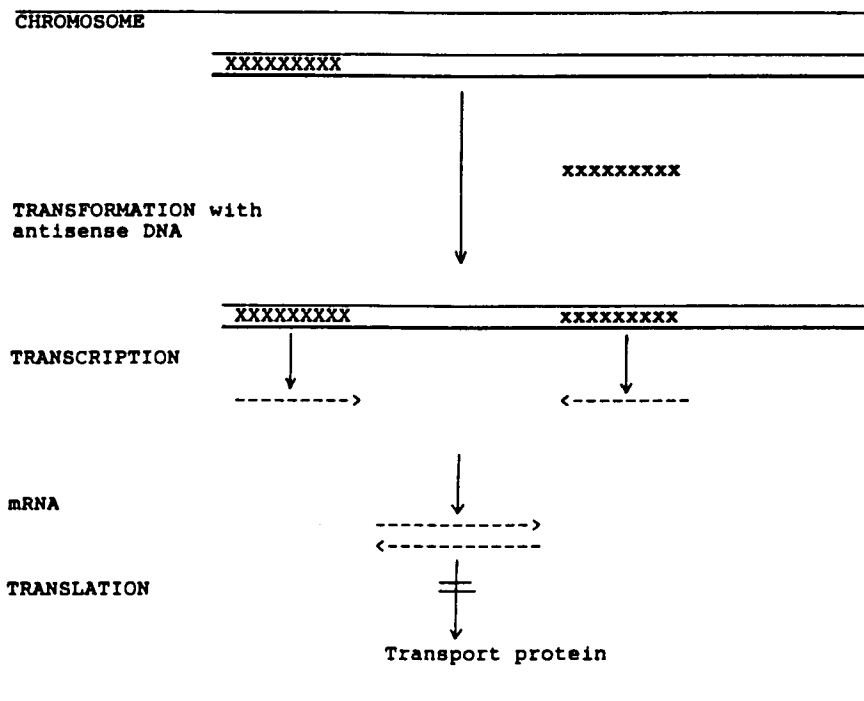 CHROMOSOME
XXXXXXXXX
xxxxxxxxx
TRANSFORMATION with
antisense DNA
XXXXXXXXX xxxxxxxxx
TRANSCRIPTION
---------> <---------
mRNA
------------->
<-------------
TRANSLATION
Transport protein